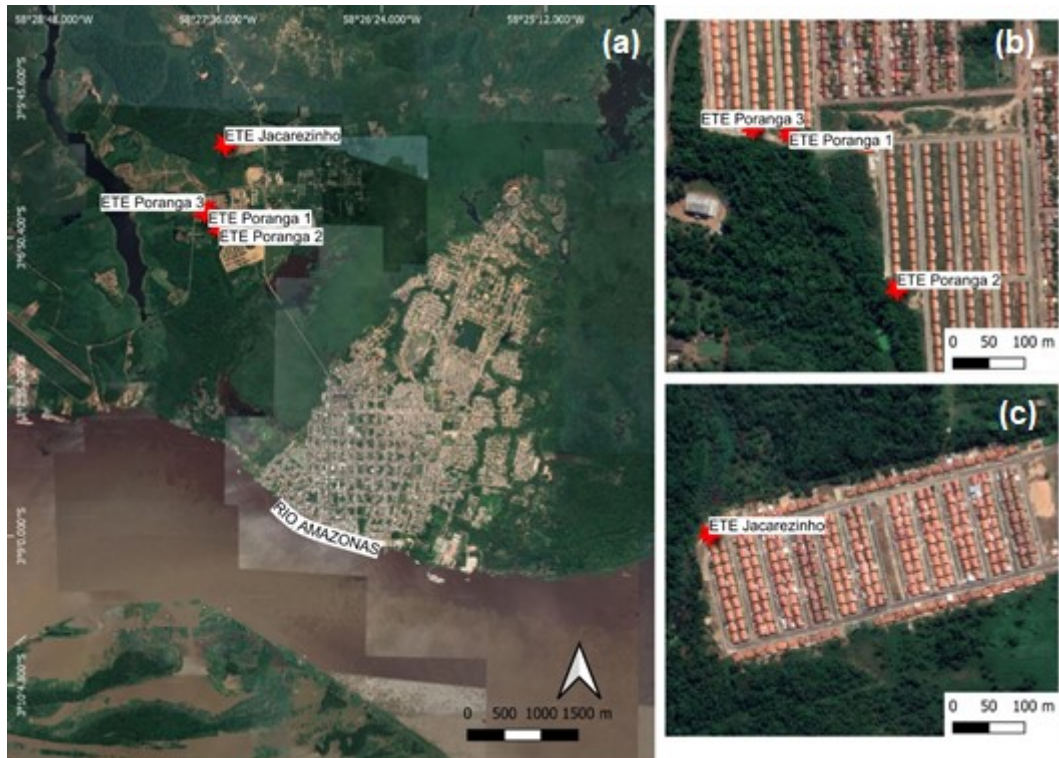 58°28'48.000"W
58°27'36.000"W
58°26'24.000"W
58°25'12.000"W
(a)
ETE Jacarezinho
ETE Poranga 3
ETE Poranga 1
ETE Poranga 2
RIO AMAZONAS
0 500 1000 1500 m
(b)
ETE Poranga 3
ETE Poranga 1
ETE Poranga 2
0 50 100 m
(c)
ETE Jacarezinho
0 50 100 m